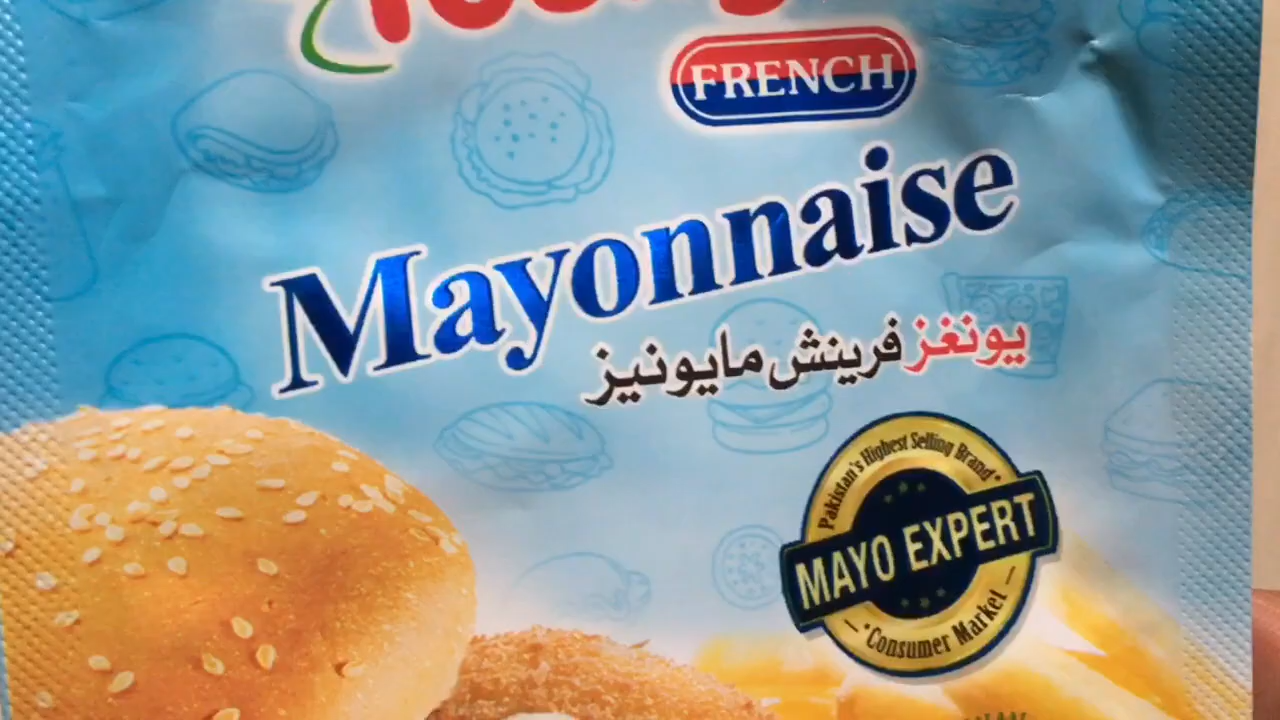 FRENCH
Mayonnaise
یونغز فرینش مایونیز
Pakistan's Highest Selling Brand*
MAYO EXPERT
*Consumer Market